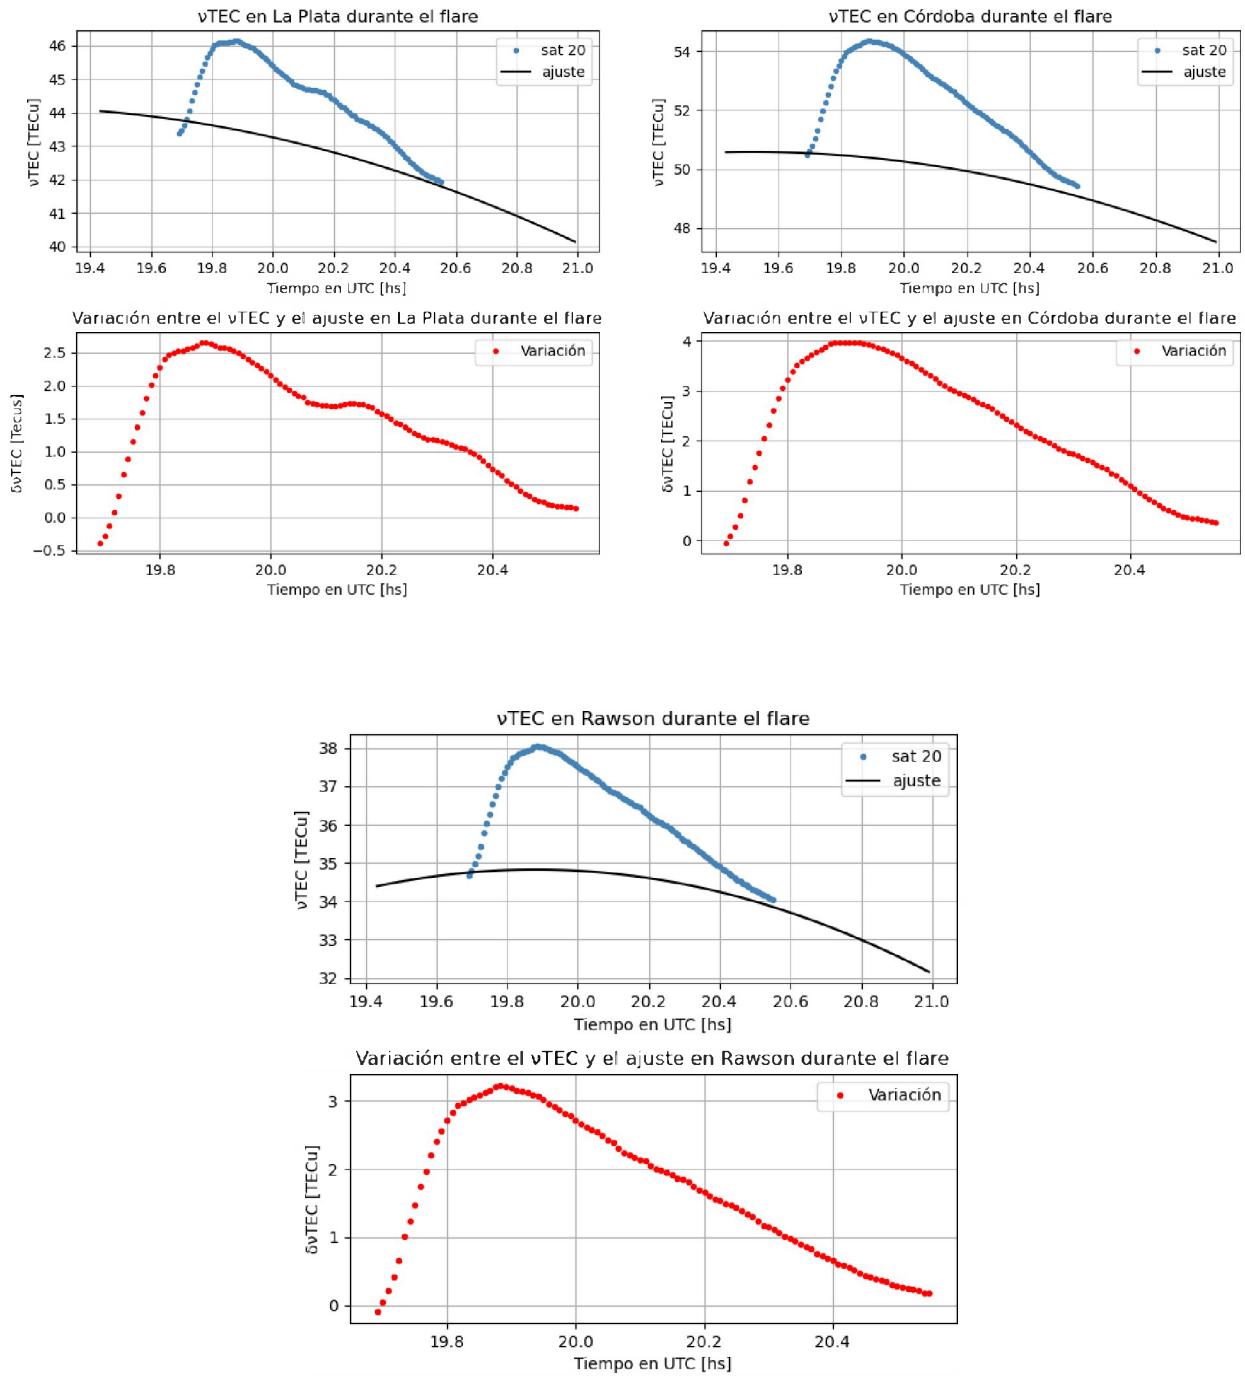 νTEC en La Plata durante el flare
46
45
44
43
42
41
40
νTEC [TECu]
sat 20
ajuste
19.4 19.6 19.8 20.0 20.2 20.4 20.6 20.8 21.0
Tiempo en UTC [hs]
νTEC en Córdoba durante el flare
54
52
50
48
νTEC [TECu]
sat 20
ajuste
19.4 19.6 19.8 20.0 20.2 20.4 20.6 20.8 21.0
Tiempo en UTC [hs]
Variación entre el νTEC y el ajuste en La Plata durante el flare
2.5
2.0
1.5
1.0
0.5
0.0
−0.5
δνTEC [Tecus]
Variación
19.8 20.0 20.2 20.4
Tiempo en UTC [hs]
Variación entre el νTEC y el ajuste en Córdoba durante el flare
4
3
2
1
0
δνTEC [TECu]
Variación
19.8 20.0 20.2 20.4
Tiempo en UTC [hs]
νTEC en Rawson durante el flare
38
37
36
35
34
33
32
νTEC [TECu]
sat 20
ajuste
19.4 19.6 19.8 20.0 20.2 20.4 20.6 20.8 21.0
Tiempo en UTC [hs]
Variación entre el νTEC y el ajuste en Rawson durante el flare
3
2
1
0
δνTEC [TECu]
Variación
19.8 20.0 20.2 20.4
Tiempo en UTC [hs]